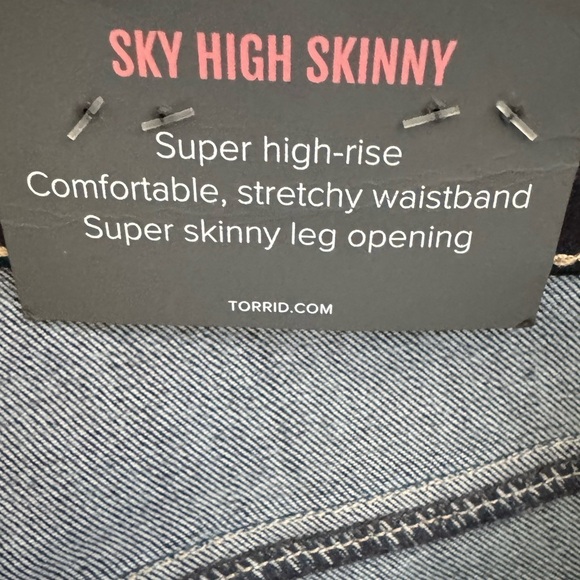 SKY HIGH SKINNY
Super high-rise
Comfortable, stretchy waistband
Super skinny leg opening
TORRID.COM